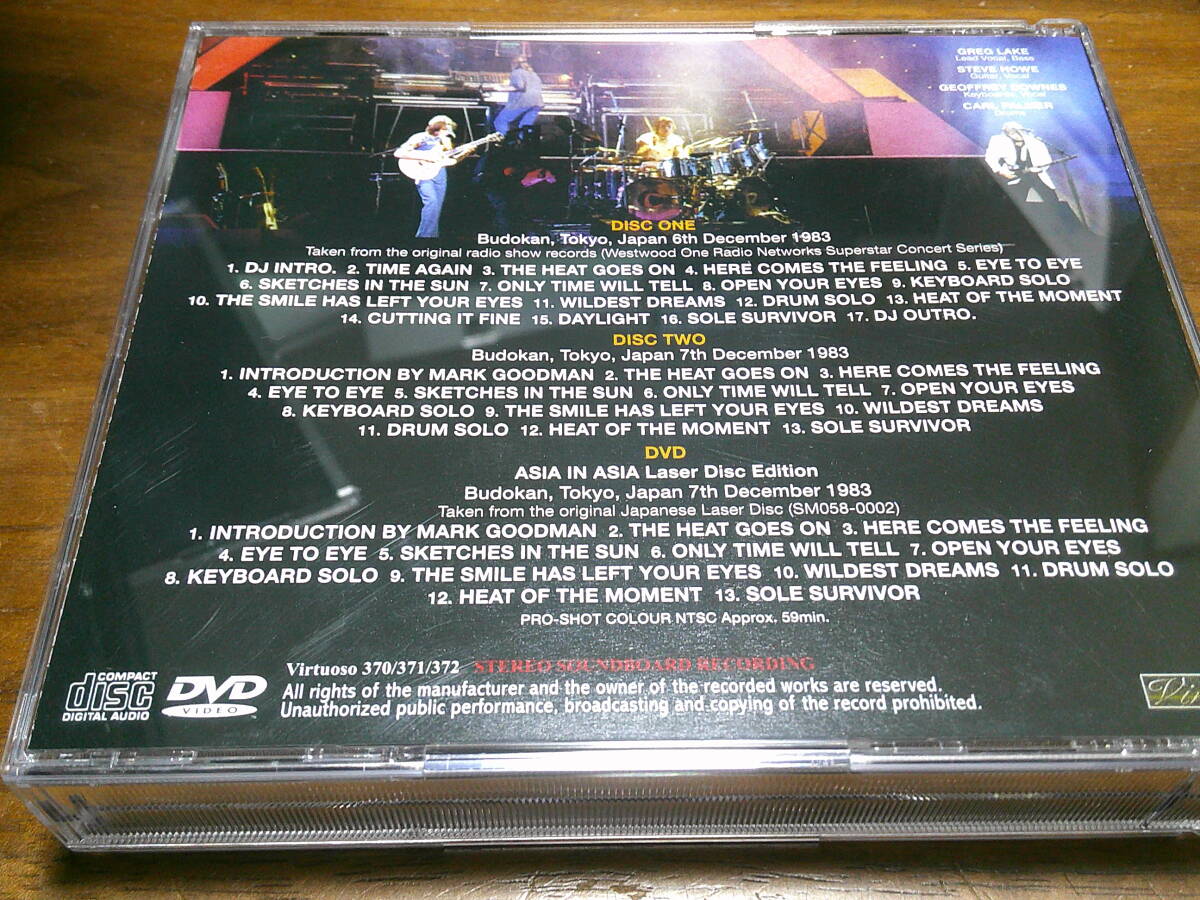 GREG LAKE
Lead Vocal, Bass
STEVE HOWE
Guitar, Vocal
GEOFFREY DOWNES
Keyboards, Vocal
CARL PALMER
Drums
DISC ONE
Budokan, Tokyo, Japan 6th December 1983
Taken from the original radio show records (Westwood One Radio Networks Superstar Concert Series)
1. DJ INTRO. 2. TIME AGAIN 3. THE HEAT GOES ON 4. HERE COMES THE FEELING 5. EYE TO EYE
6. SKETCHES IN THE SUN 7. ONLY TIME WILL TELL 8. OPEN YOUR EYES 9. KEYBOARD SOLO
10. THE SMILE HAS LEFT YOUR EYES 11. WILDEST DREAMS 12. DRUM SOLO 13. HEAT OF THE MOMENT
14. CUTTING IT FINE 15. DAYLIGHT 16. SOLE SURVIVOR 17. DJ OUTRO.
DISC TWO
Budokan, Tokyo, Japan 7th December 1983
1. INTRODUCTION BY MARK GOODMAN 2. THE HEAT GOES ON 3. HERE COMES THE FEELING
4. EYE TO EYE 5. SKETCHES IN THE SUN 6. ONLY TIME WILL TELL 7. OPEN YOUR EYES
8. KEYBOARD SOLO 9. THE SMILE HAS LEFT YOUR EYES 10. WILDEST DREAMS
11. DRUM SOLO 12. HEAT OF THE MOMENT 13. SOLE SURVIVOR
DVD
ASIA IN ASIA Laser Disc Edition
Budokan, Tokyo, Japan 7th December 1983
Taken from the original Japanese Laser Disc (SM058-0002)
1. INTRODUCTION BY MARK GOODMAN 2. THE HEAT GOES ON 3. HERE COMES THE FEELING
4. EYE TO EYE 5. SKETCHES IN THE SUN 6. ONLY TIME WILL TELL 7. OPEN YOUR EYES
8. KEYBOARD SOLO 9. THE SMILE HAS LEFT YOUR EYES 10. WILDEST DREAMS 11. DRUM SOLO
12. HEAT OF THE MOMENT 13. SOLE SURVIVOR
PRO-SHOT COLOUR NTSC Approx. 59min.
Virtuoso 370/371/372 STEREO SOUNDBOARD RECORDING
All rights of the manufacturer and the owner of the recorded works are reserved.
Unauthorized public performance, broadcasting and copying of the record prohibited.
COMPACT
disc
DIGITAL AUDIO
DVD
VIDEO